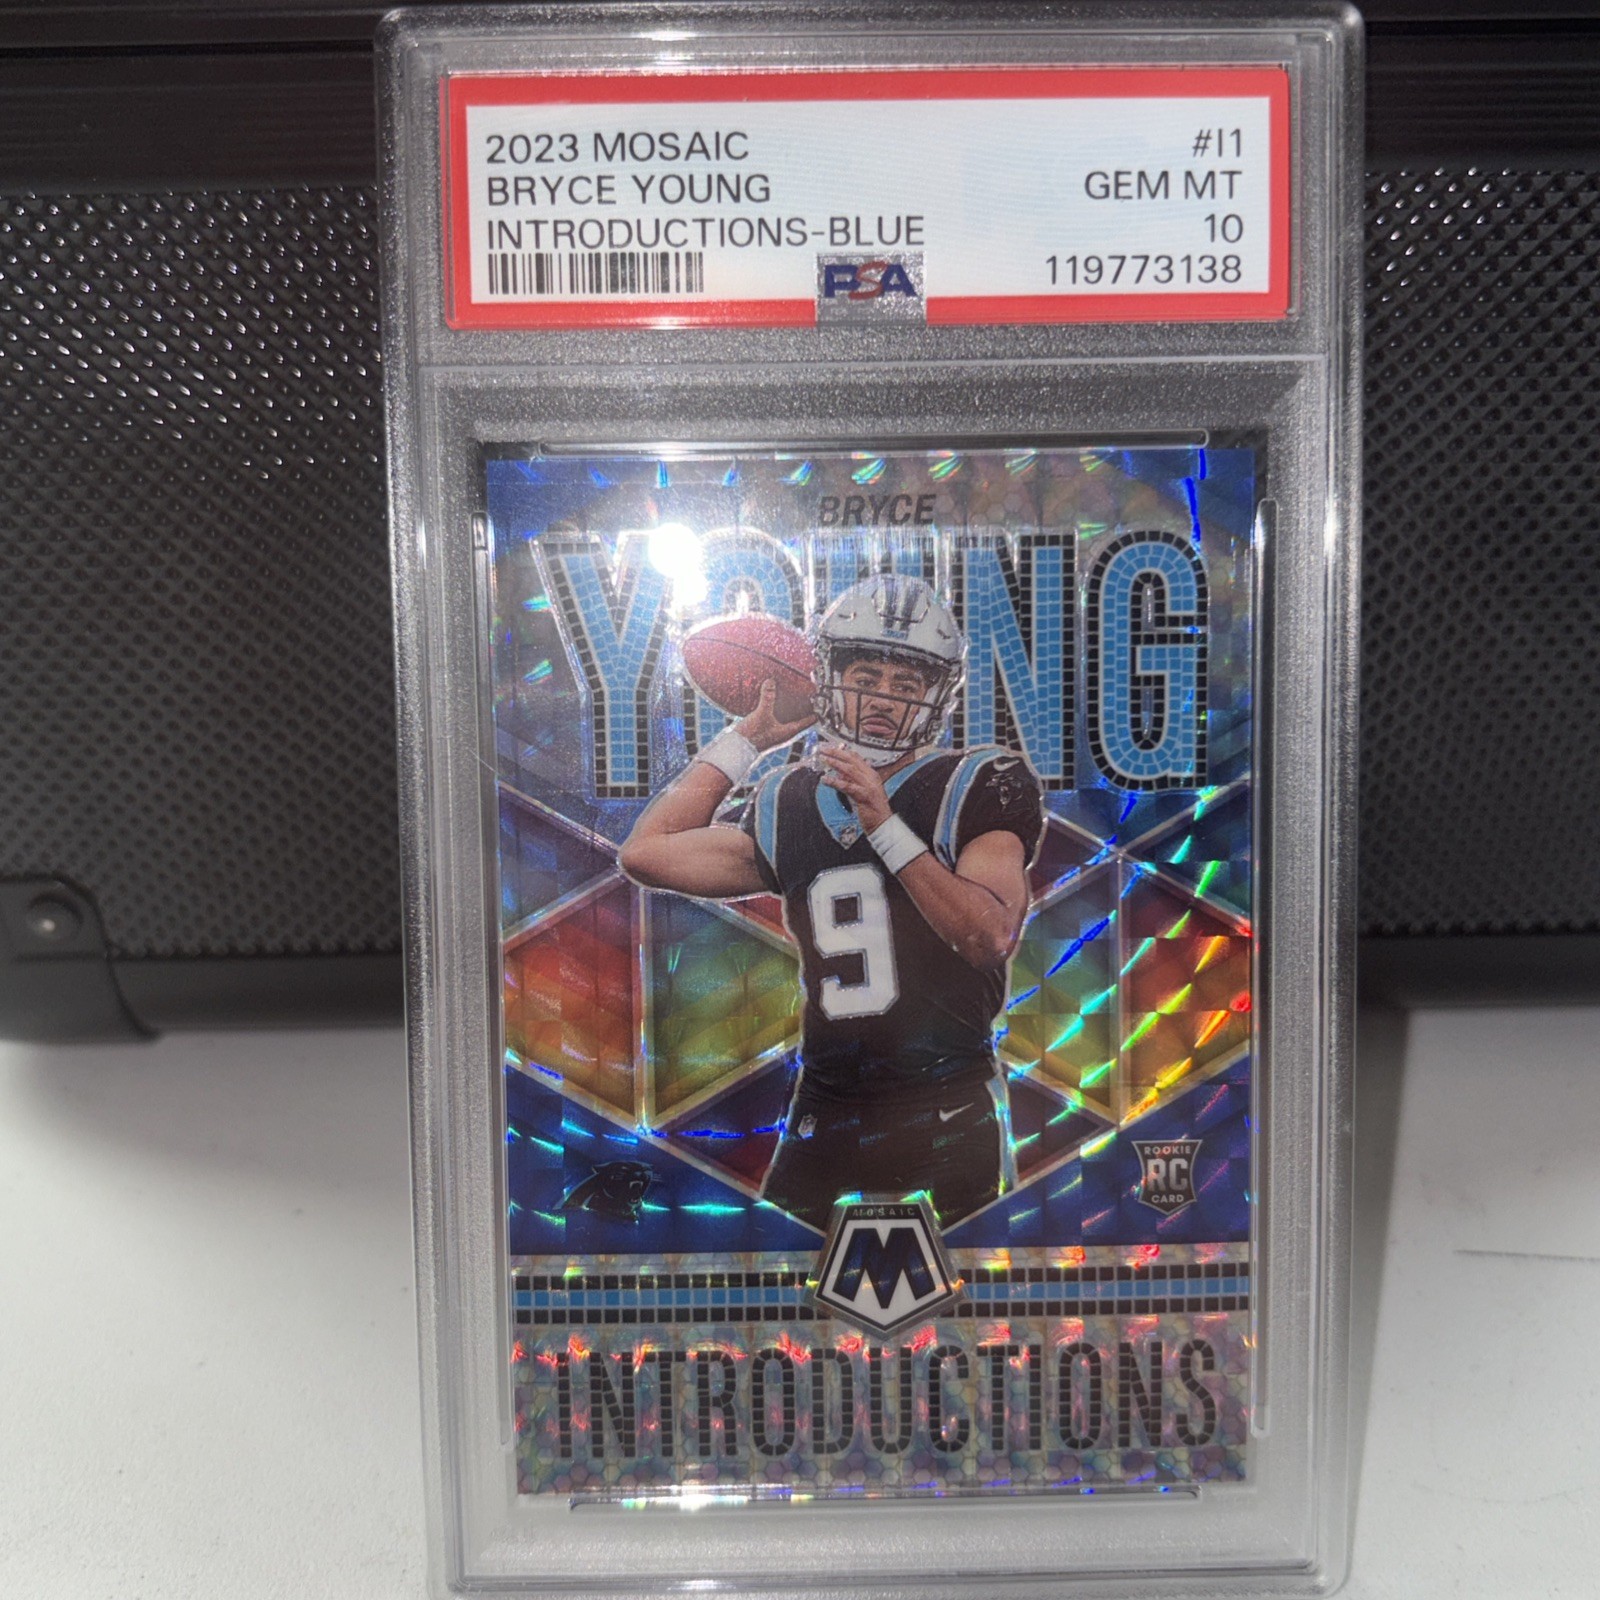 2023 MOSAIC #I1
BRYCE YOUNG GEM MT
INTRODUCTIONS-BLUE 10
PSA 119773138
BRYCE
YOUNG
9
ROOKIE
RC
CARD
MOSAIC
M
INTRODUCTIONS